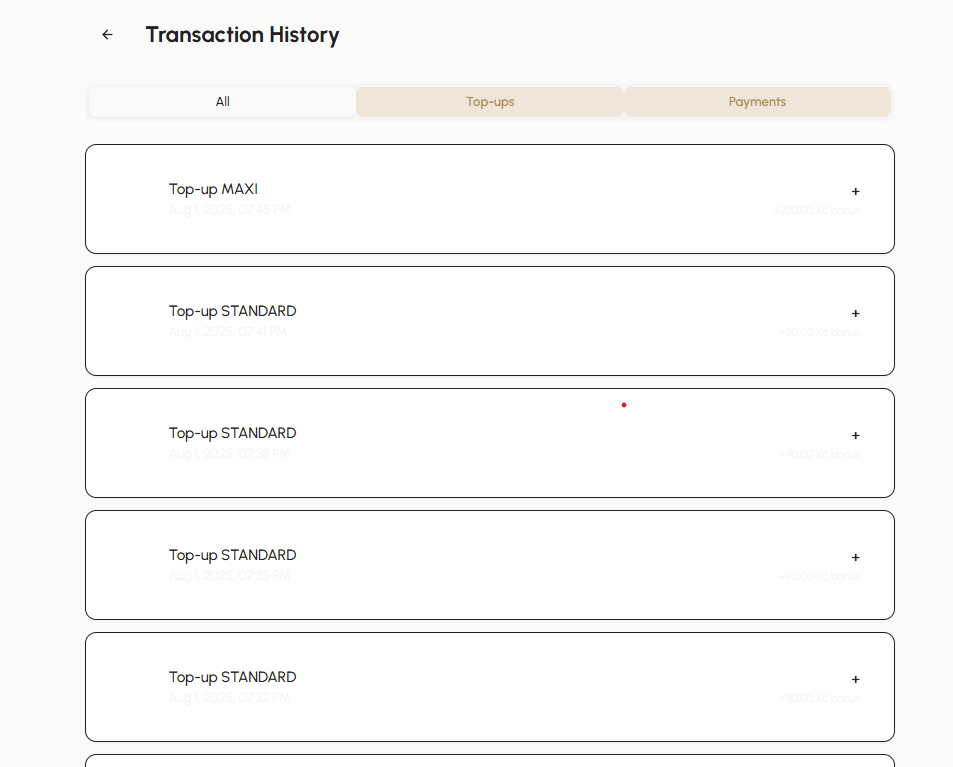 Transaction History
All
Top-ups
Payments
Top-up MAXI
+
Aug 1, 2025, 07:45 PM
+230,00 Kč bonus
Top-up STANDARD
+
Aug 1, 2025, 07:41 PM
+90,00 Kč bonus
Top-up STANDARD
+
Aug 1, 2025, 07:38 PM
+90,00 Kč bonus
Top-up STANDARD
+
Aug 1, 2025, 07:35 PM
+90,00 Kč bonus
Top-up STANDARD
+
Aug 1, 2025, 07:32 PM
+90,00 Kč bonus